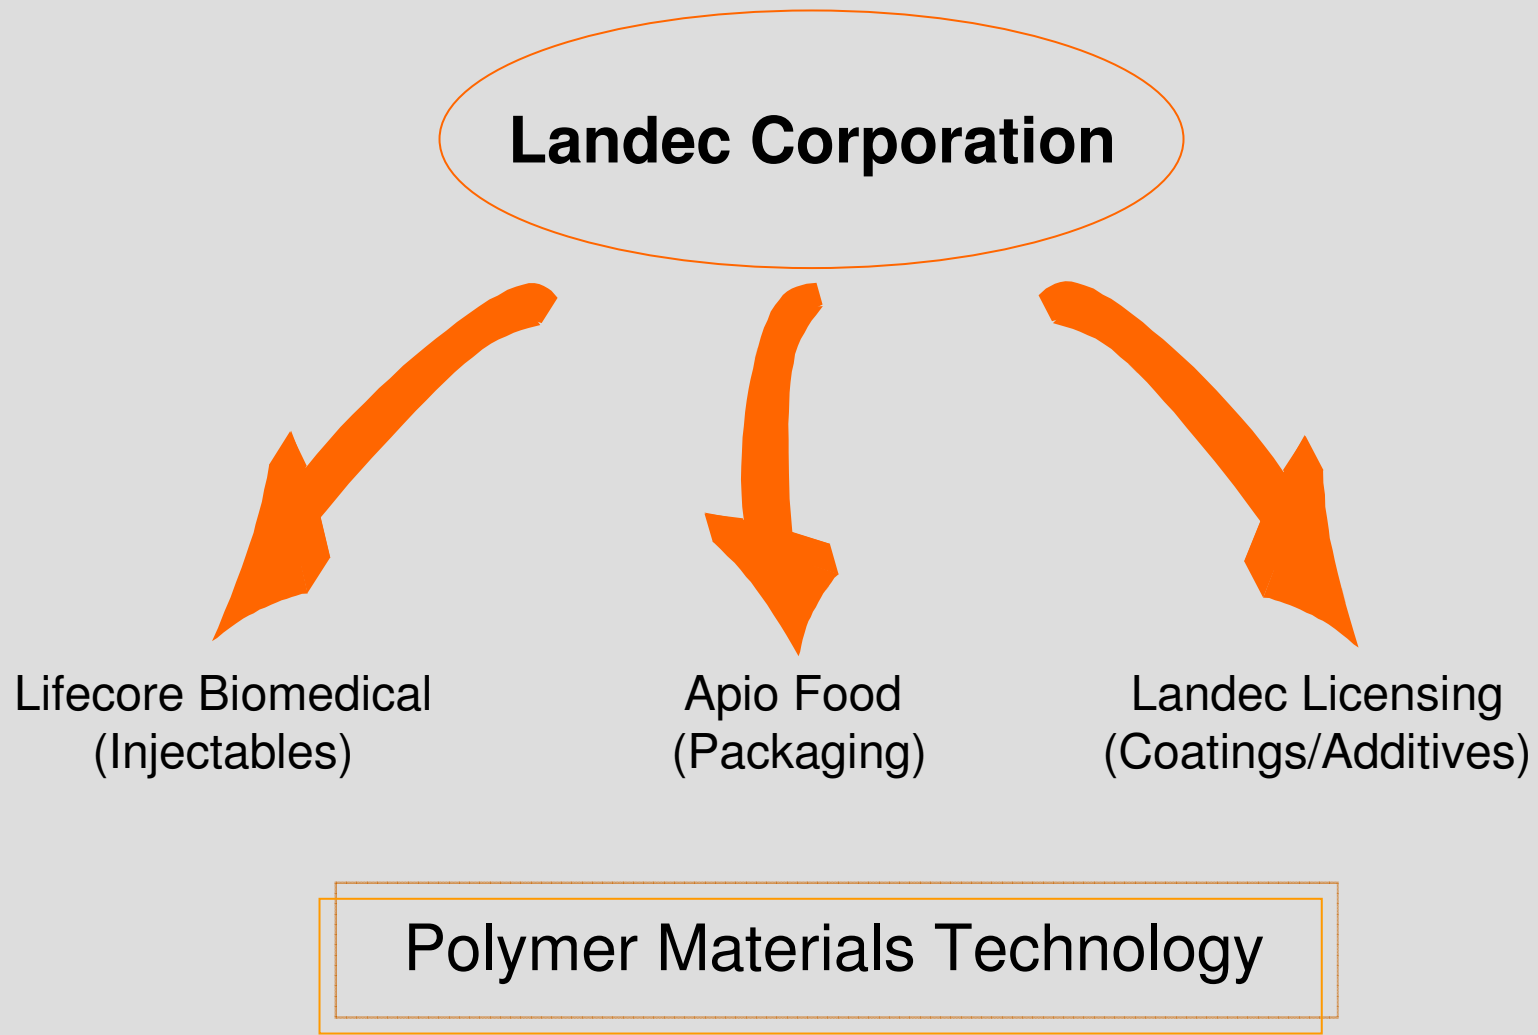 Landec Corporation
Lifecore Biomedical
(Injectables)
Apio Food
(Packaging)
Landec Licensing
(Coatings/Additives)
Polymer Materials Technology